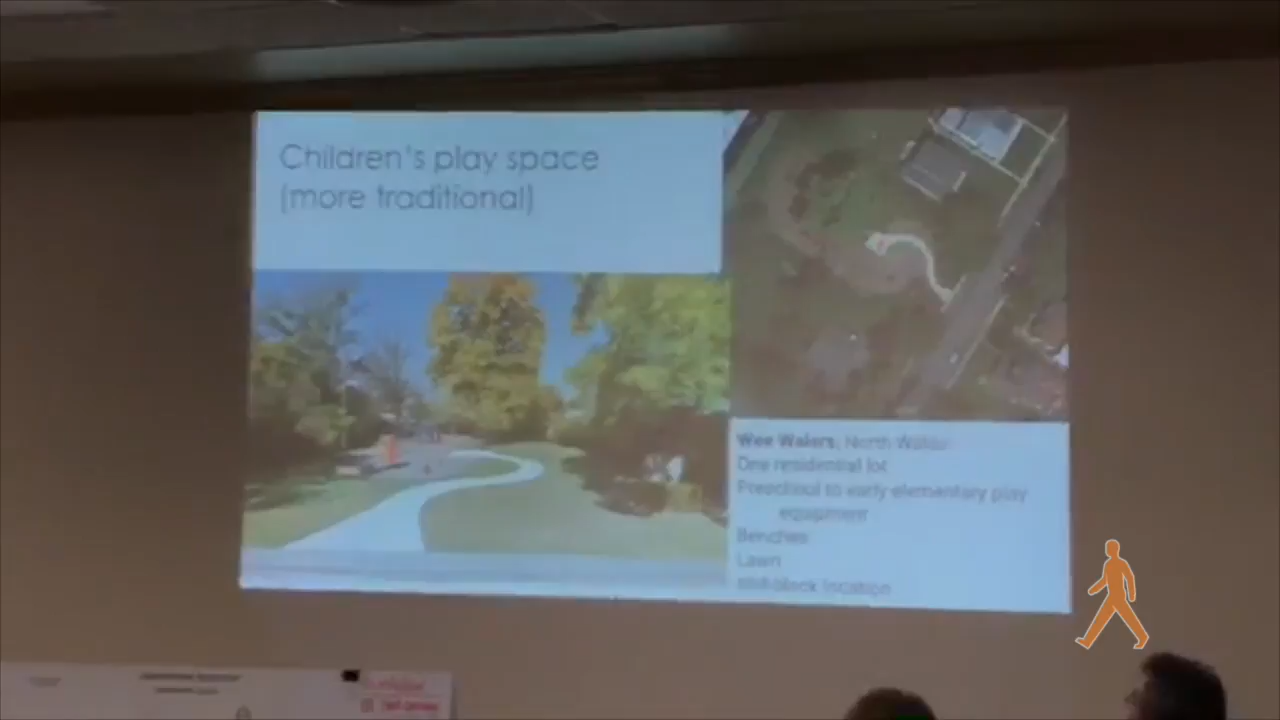 Children's play space
(more traditional)
Wee Walers, North Wales
One residential lot
Preschool to early elementary play
equipment
Benches
Lawn
Mid-block location